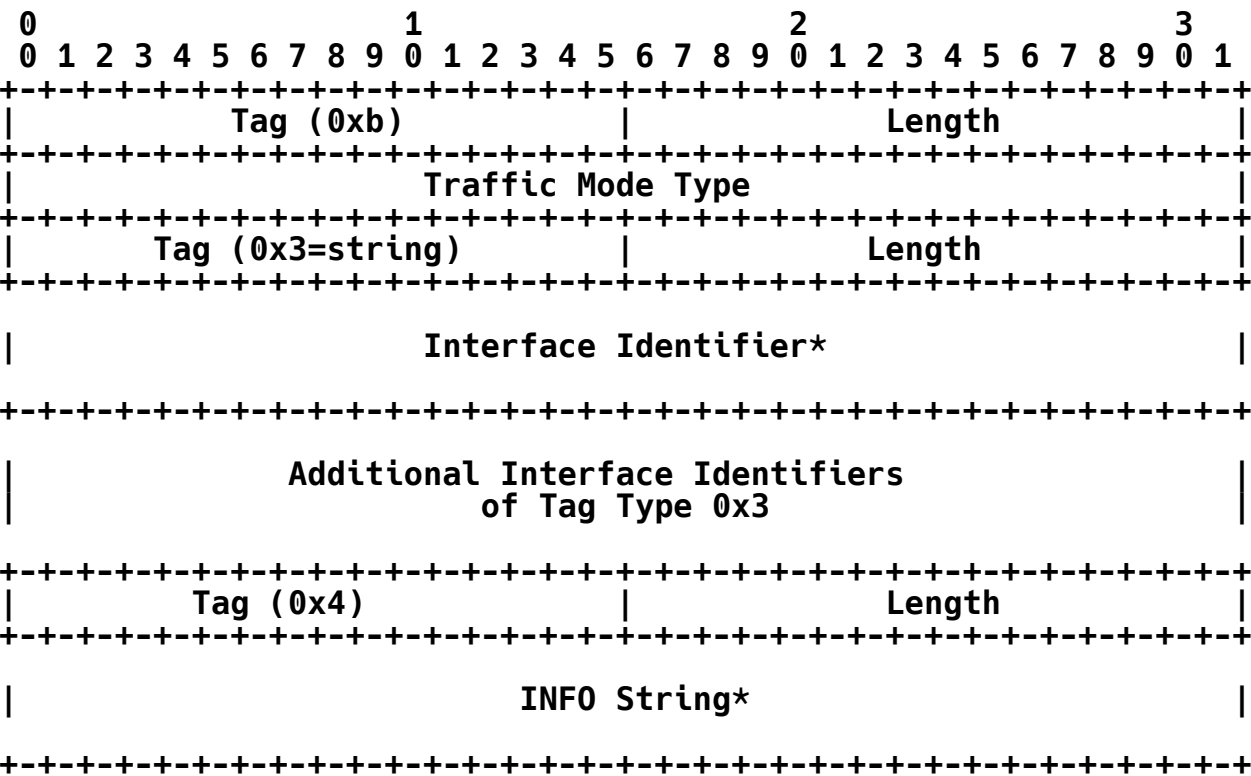 0 1 2 3
0 1 2 3 4 5 6 7 8 9 0 1 2 3 4 5 6 7 8 9 0 1 2 3 4 5 6 7 8 9 0 1
+-+-+-+-+-+-+-+-+-+-+-+-+-+-+-+-+-+-+-+-+-+-+-+-+-+-+-+-+-+-+-+-+
| Tag (0xb) | Length |
+-+-+-+-+-+-+-+-+-+-+-+-+-+-+-+-+-+-+-+-+-+-+-+-+-+-+-+-+-+-+-+-+
| Traffic Mode Type |
+-+-+-+-+-+-+-+-+-+-+-+-+-+-+-+-+-+-+-+-+-+-+-+-+-+-+-+-+-+-+-+-+
| Tag (0x3=string) | Length |
+-+-+-+-+-+-+-+-+-+-+-+-+-+-+-+-+-+-+-+-+-+-+-+-+-+-+-+-+-+-+-+-+
| Interface Identifier* |
+-+-+-+-+-+-+-+-+-+-+-+-+-+-+-+-+-+-+-+-+-+-+-+-+-+-+-+-+-+-+-+-+
| Additional Interface Identifiers |
| of Tag Type 0x3 |
+-+-+-+-+-+-+-+-+-+-+-+-+-+-+-+-+-+-+-+-+-+-+-+-+-+-+-+-+-+-+-+-+
| Tag (0x4) | Length |
+-+-+-+-+-+-+-+-+-+-+-+-+-+-+-+-+-+-+-+-+-+-+-+-+-+-+-+-+-+-+-+-+
| INFO String* |
+-+-+-+-+-+-+-+-+-+-+-+-+-+-+-+-+-+-+-+-+-+-+-+-+-+-+-+-+-+-+-+-+